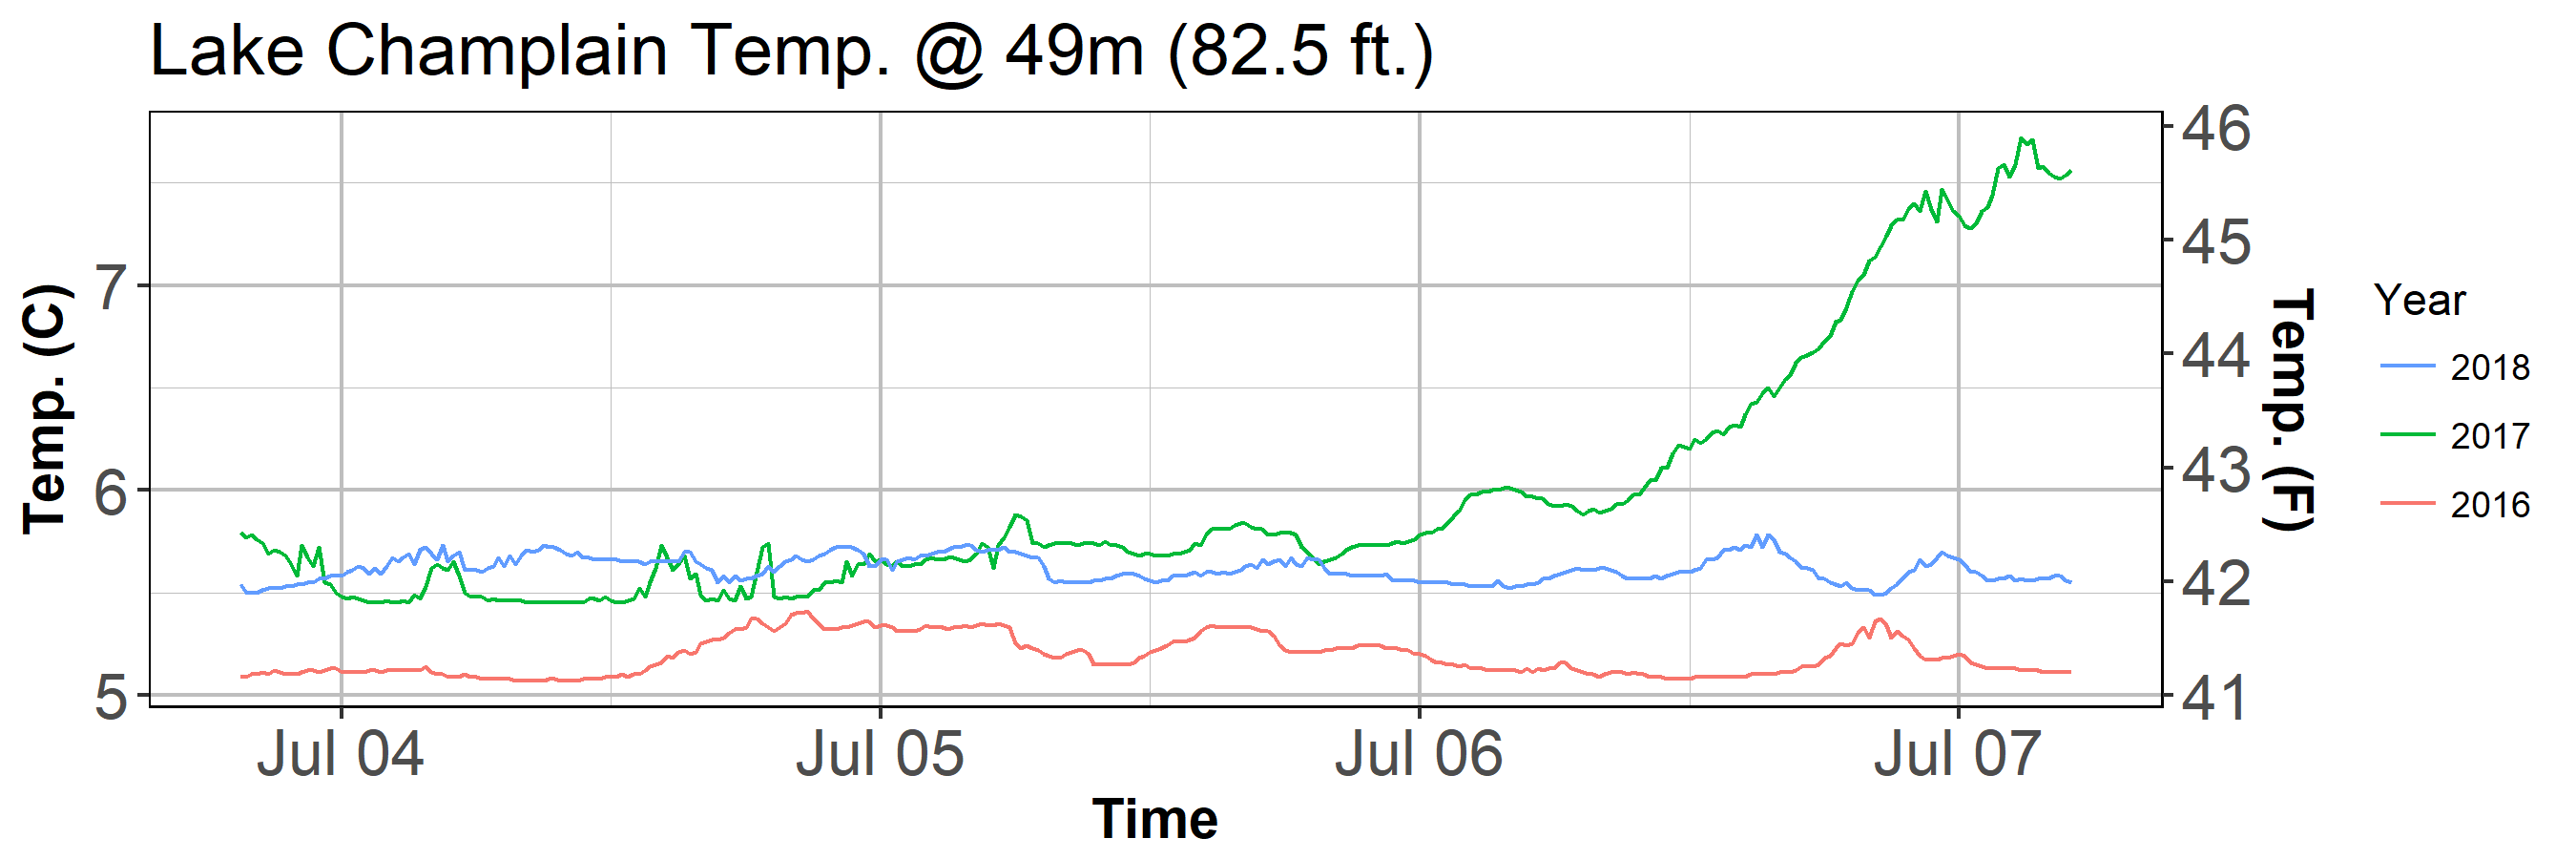 Lake Champlain Temp. @ 49m (82.5 ft.)
Temp. (C)
7
6
5
46
45
44
43
42
41
Temp. (F)
Jul 04 Jul 05 Jul 06 Jul 07
Time
Year
2018
2017
2016